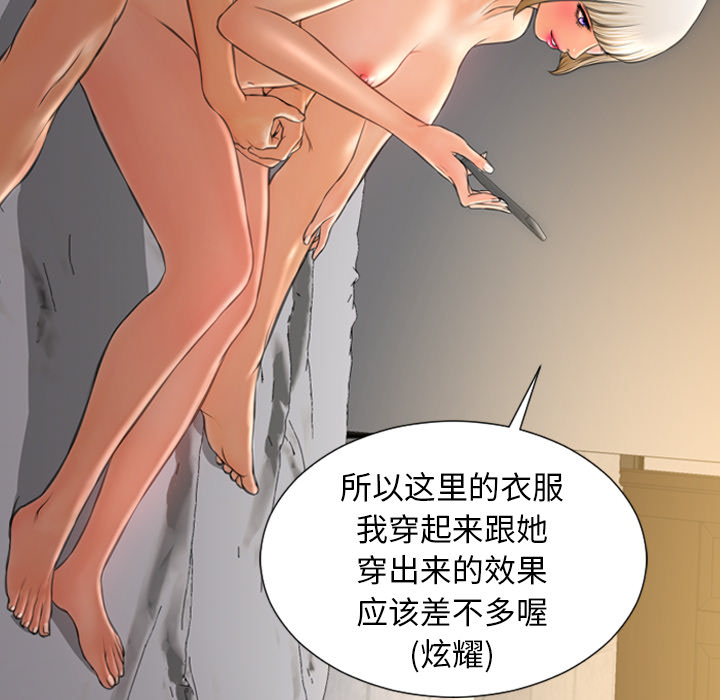 所以这里的衣服
我穿起来跟她
穿出来的效果
应该差不多喔
(炫耀)